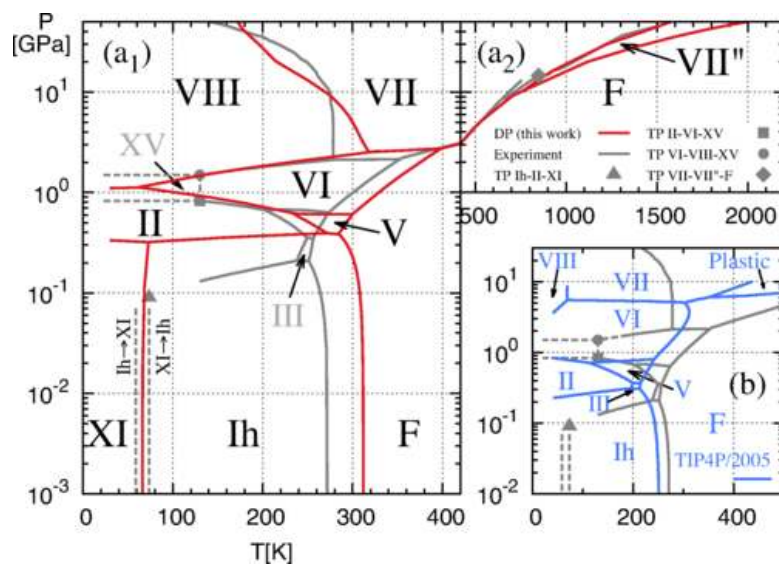 P
[GPa]
(a₁)
(a₂)
VIII
VII
VII"
F
XV
DP (this work)
TP II-VI-XV
Experiment
TP VI-VIII-XV
TP Ih-II-XI
TP VII-VII"-F
VI
II
V
III
Ih→XI
XI→Ih
XI
Ih
F
10¹
10⁰
10⁻¹
10⁻²
10⁻³
0
100
200
300
400
500
1000
1500
2000
T[K]
VIII
VII
Plastic
VI
(b)
II
V
III
F
Ih
TIP4P/2005
10¹
10⁰
10⁻¹
10⁻²
0
200
400